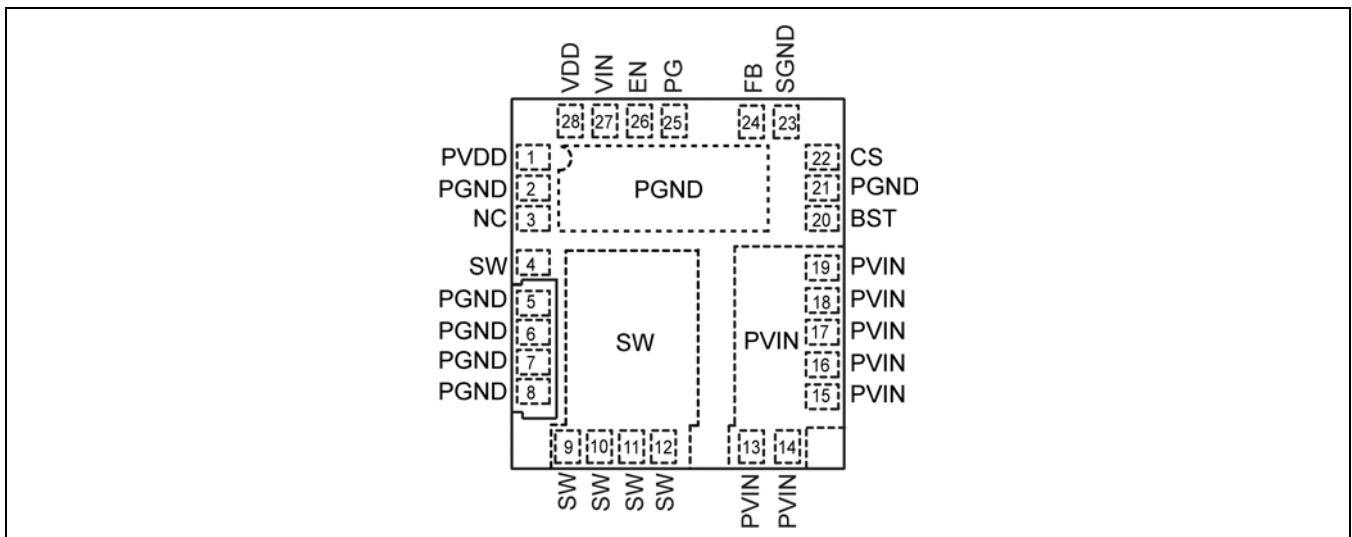 VDD VIN EN PG FB SGND
28 27 26 25 24 23
PVDD 1 22 CS
PGND 2 PGND 21 PGND
NC 3 20 BST
SW 4 19 PVIN
PGND 5 18 PVIN
PGND 6 SW PVIN 17 PVIN
PGND 7 16 PVIN
PGND 8 15 PVIN
9 10 11 12 13 14
SW SW SW SW PVIN PVIN